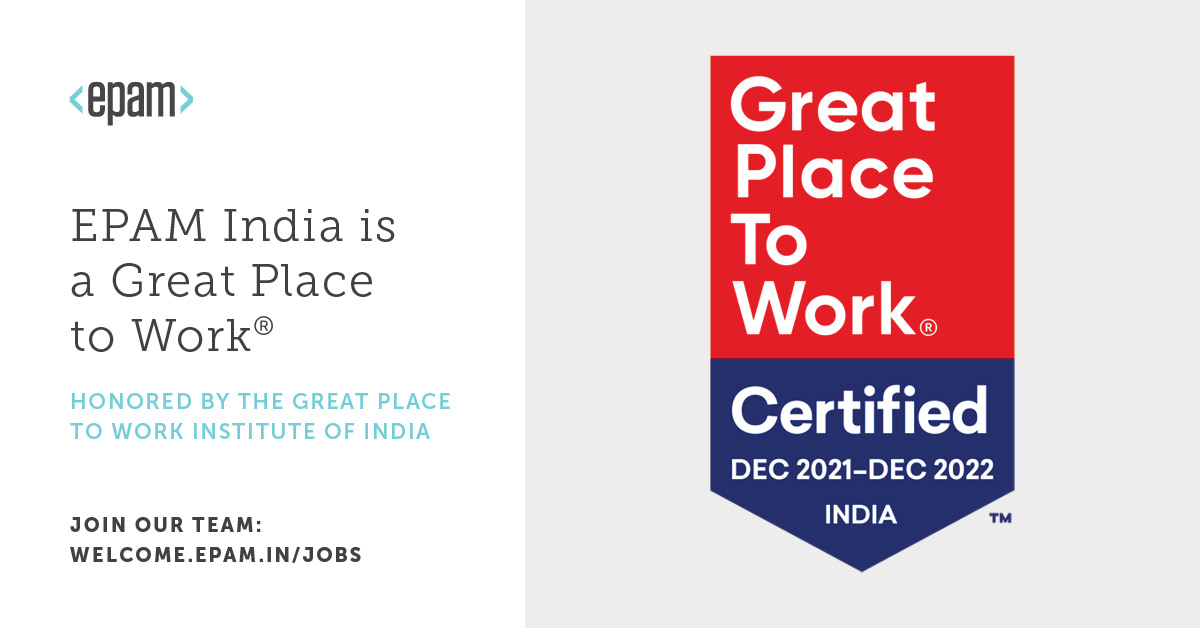 <epam>
EPAM India is
a Great Place
to Work®
HONORED BY THE GREAT PLACE
TO WORK INSTITUTE OF INDIA
JOIN OUR TEAM:
WELCOME.EPAM.IN/JOBS
Great
Place
To
Work®
Certified
DEC 2021–DEC 2022
INDIA
TM